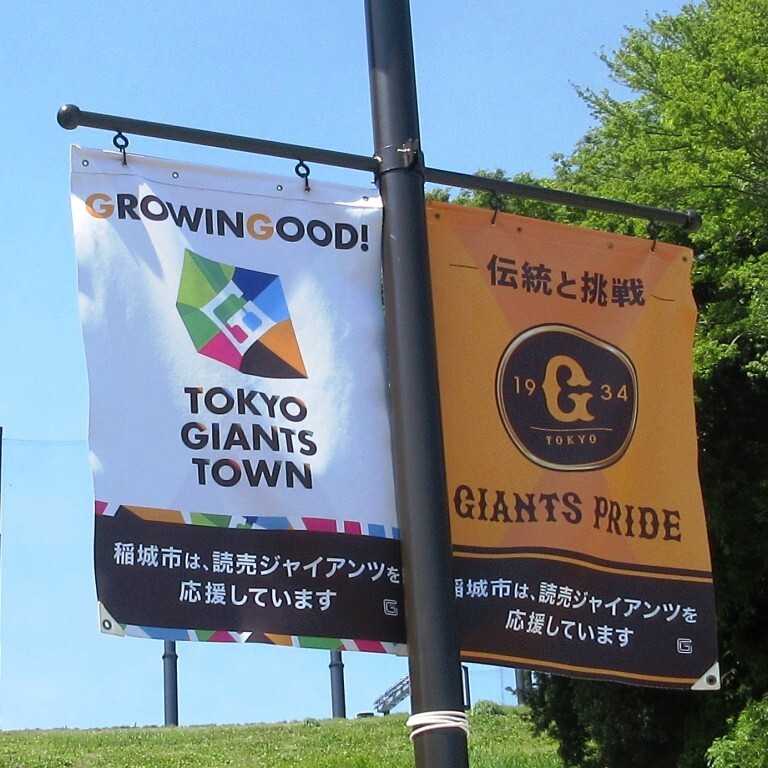 GROWINGOOD!
TOKYO
GIANTS
TOWN
稲城市は、読売ジャイアンツを
応援しています
伝統と挑戦
19 G 34
TOKYO
GIANTS PRIDE
稲城市は、読売ジャイアンツを
応援しています